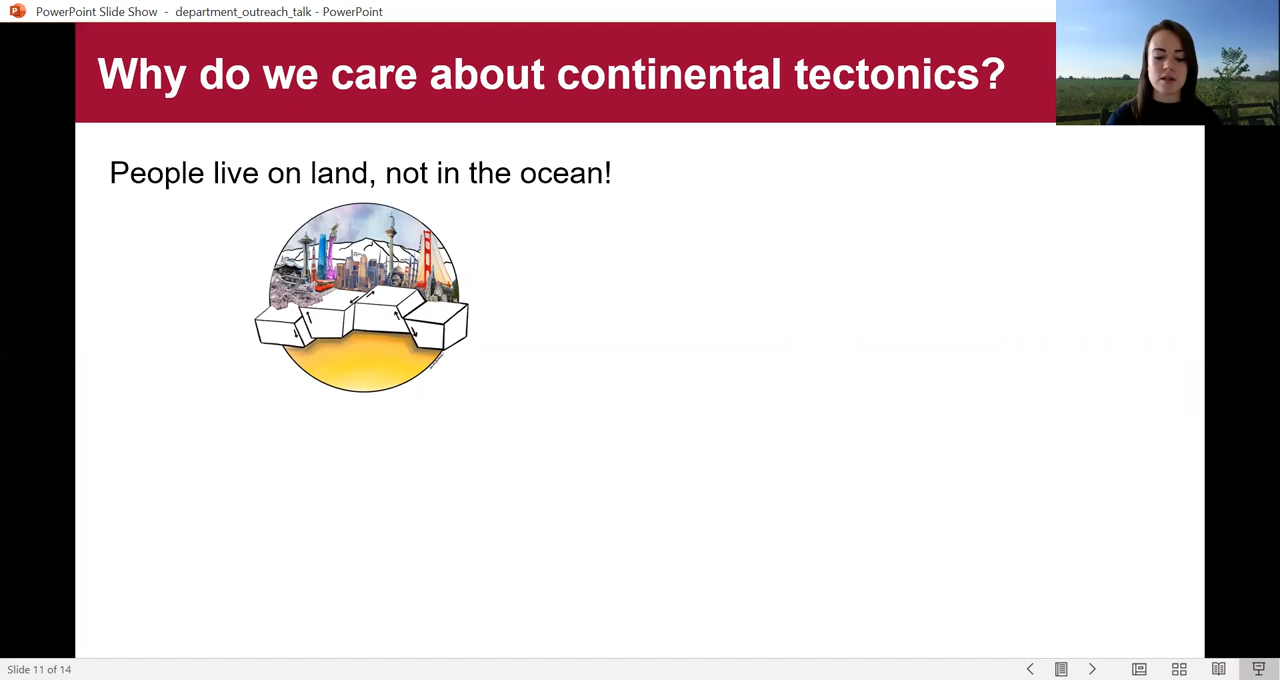 PowerPoint Slide Show - department_outreach_talk - PowerPoint
Why do we care about continental tectonics?
People live on land, not in the ocean!
Slide 11 of 14